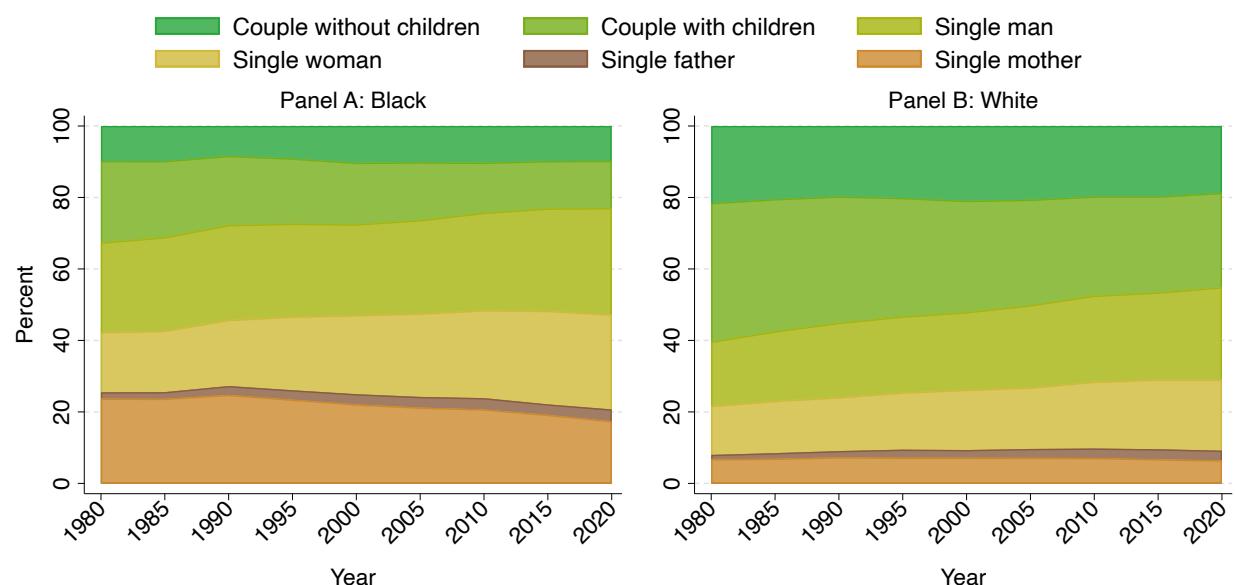 Couple without children Couple with children Single man
Single woman Single father Single mother
Panel A: Black Panel B: White
Percent
100
80
60
40
20
0
100
80
60
40
20
0
1980 1985 1990 1995 2000 2005 2010 2015 2020
1980 1985 1990 1995 2000 2005 2010 2015 2020
Year Year